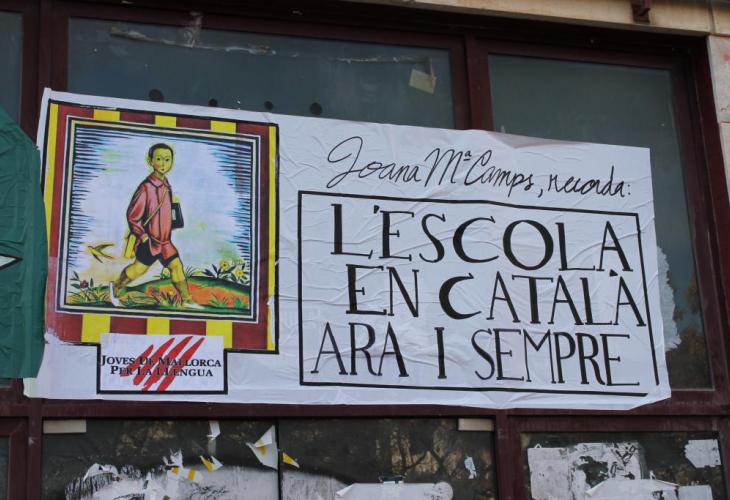 Joana Mª Camps, recorda:
L'ESCOLA
EN CATALÀ
ARA I SEMPRE
JOVES DE MALLORCA
PER LA LLENGUA